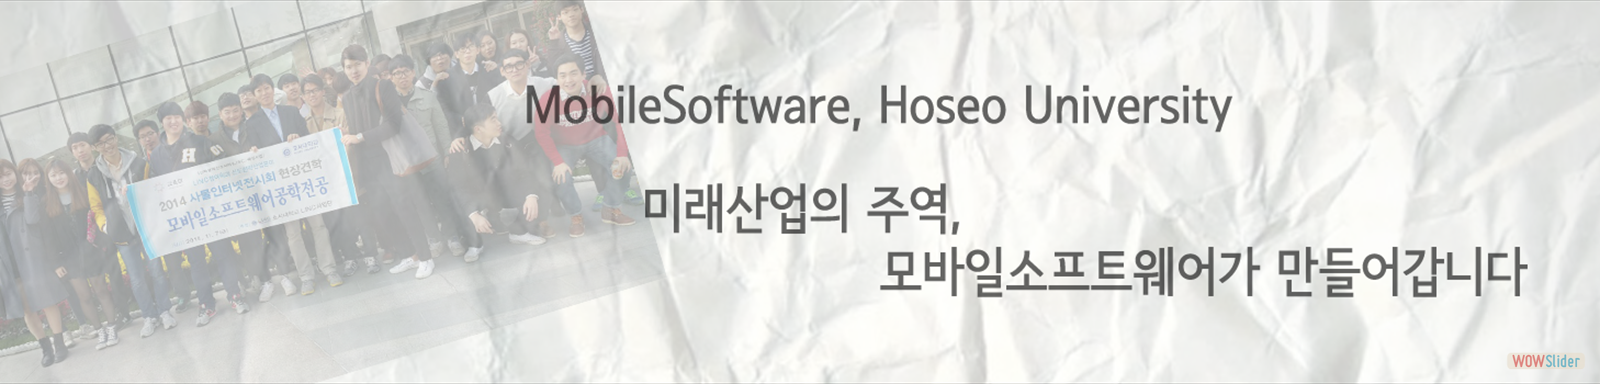 MobileSoftware, Hoseo University
미래산업의 주역,
모바일소프트웨어가 만들어갑니다
2014 사물인터넷전시회 현장견학
모바일소프트웨어공학전공
WOWSlider